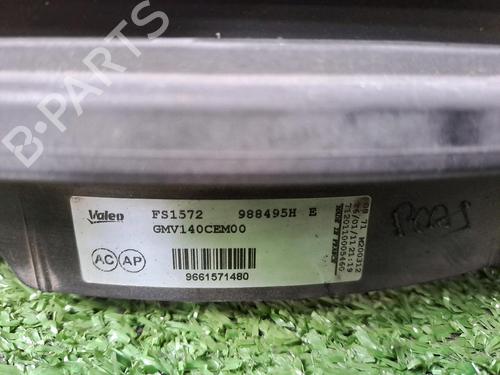 B-PARTS
Valeo FS1572 988495H E
GMV140CEM00
AC AP
9661571480
MADE IN FRANCE